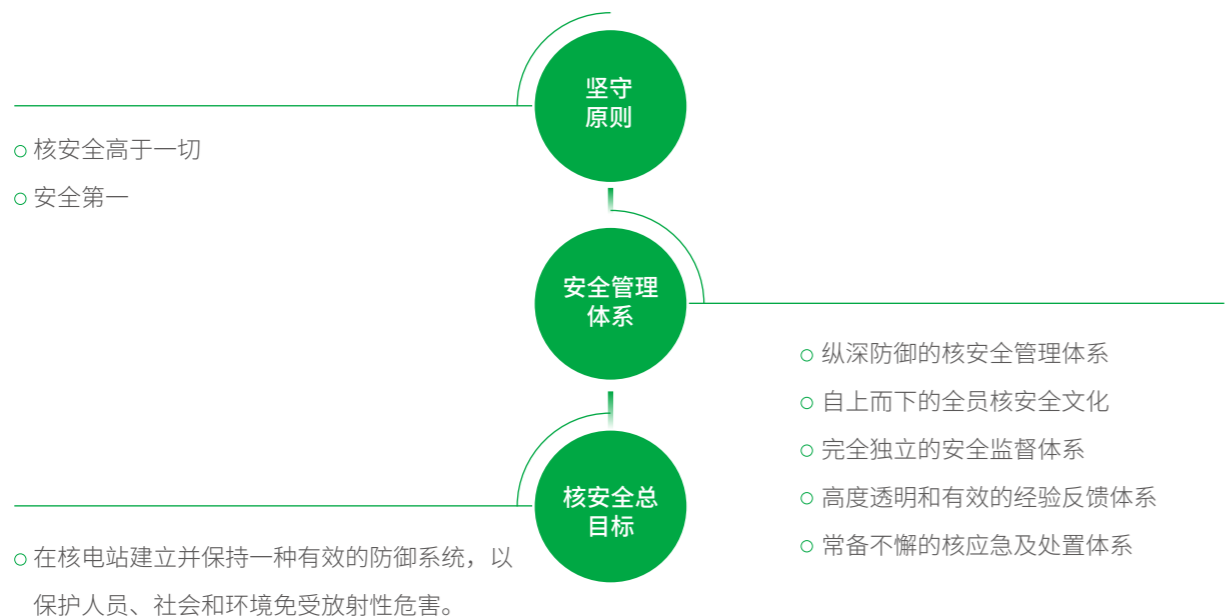 坚守
原则
核安全高于一切
安全第一
安全管理
体系
纵深防御的核安全管理体系
自上而下的全员核安全文化
完全独立的安全监督体系
高度透明和有效的经验反馈体系
常备不懈的核应急及处置体系
核安全总
目标
在核电站建立并保持一种有效的防御系统，以
保护人员、社会和环境免受放射性危害。